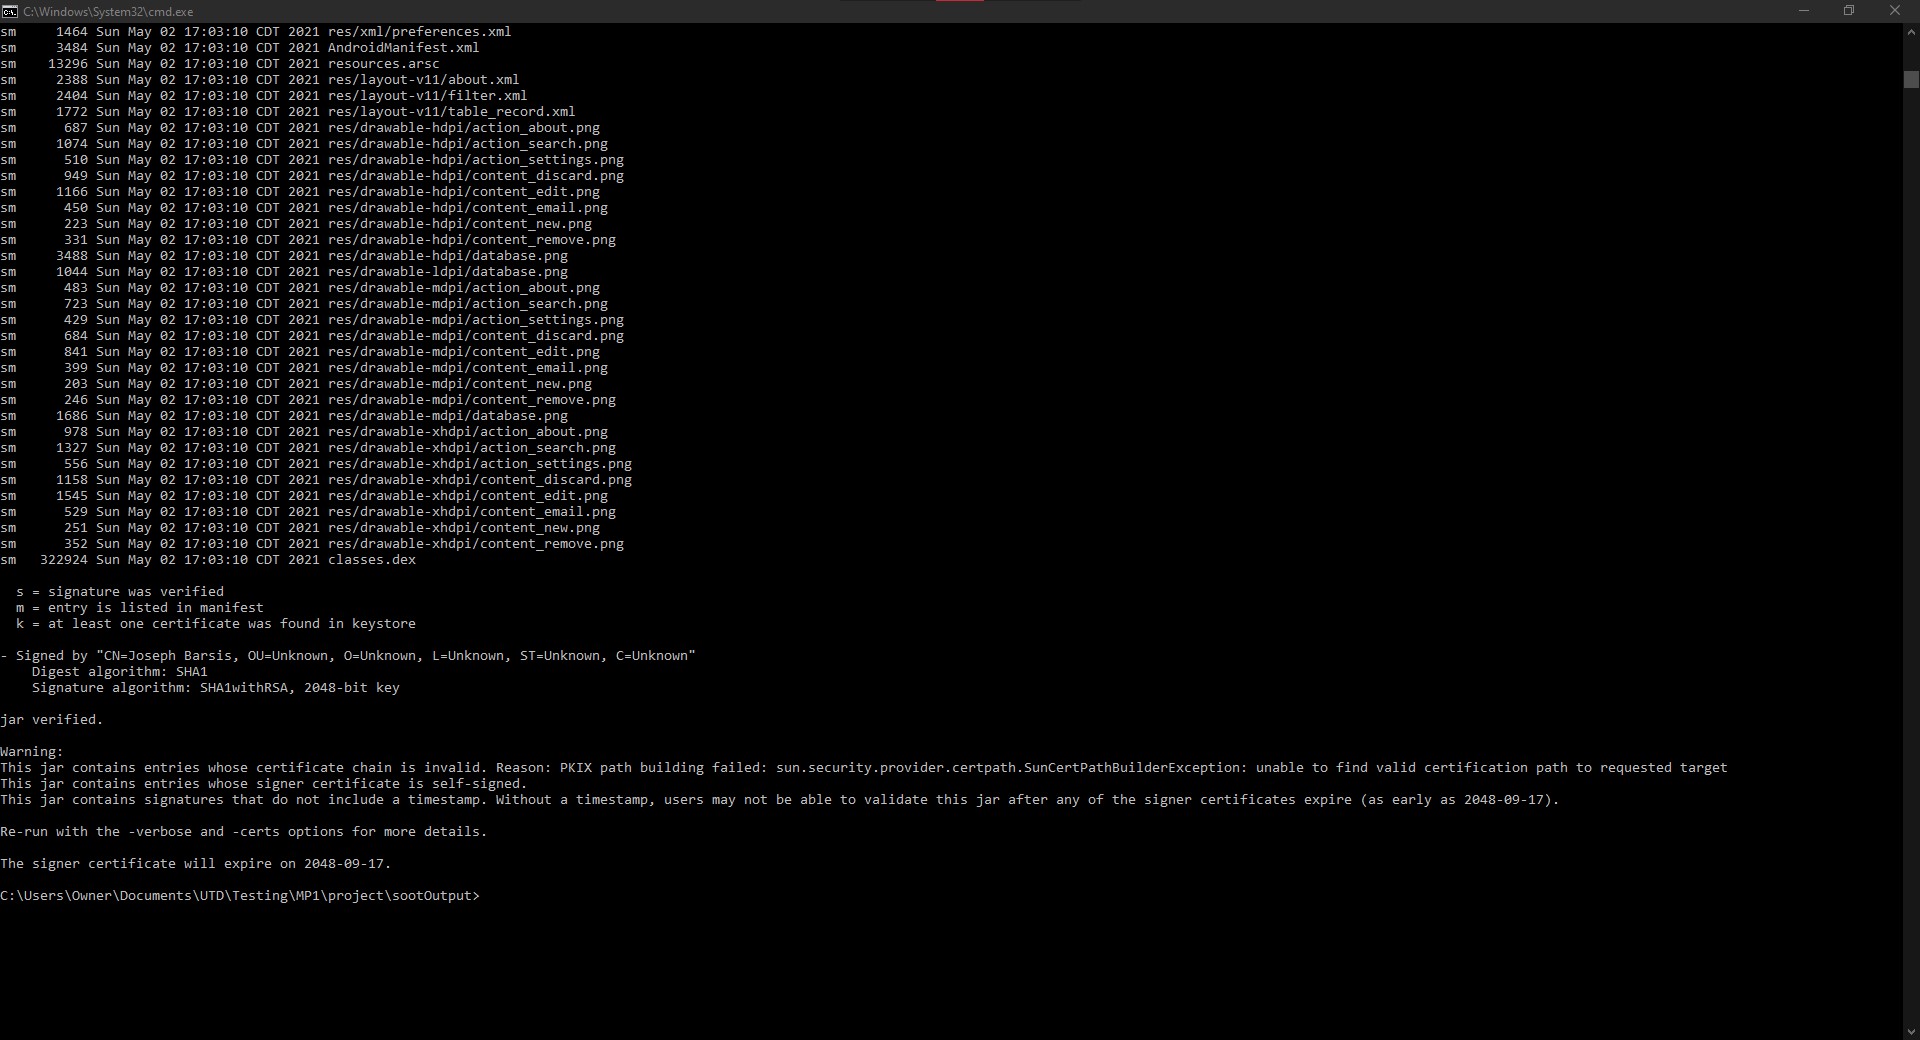 C:\Windows\System32\cmd.exe
sm 1464 Sun May 02 17:03:10 CDT 2021 res/xml/preferences.xml
sm 3484 Sun May 02 17:03:10 CDT 2021 AndroidManifest.xml
sm 13296 Sun May 02 17:03:10 CDT 2021 resources.arsc
sm 2388 Sun May 02 17:03:10 CDT 2021 res/layout-v11/about.xml
sm 2404 Sun May 02 17:03:10 CDT 2021 res/layout-v11/filter.xml
sm 1772 Sun May 02 17:03:10 CDT 2021 res/layout-v11/table_record.xml
sm 687 Sun May 02 17:03:10 CDT 2021 res/drawable-hdpi/action_about.png
sm 1074 Sun May 02 17:03:10 CDT 2021 res/drawable-hdpi/action_search.png
sm 510 Sun May 02 17:03:10 CDT 2021 res/drawable-hdpi/action_settings.png
sm 949 Sun May 02 17:03:10 CDT 2021 res/drawable-hdpi/content_discard.png
sm 1166 Sun May 02 17:03:10 CDT 2021 res/drawable-hdpi/content_edit.png
sm 450 Sun May 02 17:03:10 CDT 2021 res/drawable-hdpi/content_email.png
sm 223 Sun May 02 17:03:10 CDT 2021 res/drawable-hdpi/content_new.png
sm 331 Sun May 02 17:03:10 CDT 2021 res/drawable-hdpi/content_remove.png
sm 3488 Sun May 02 17:03:10 CDT 2021 res/drawable-hdpi/database.png
sm 1044 Sun May 02 17:03:10 CDT 2021 res/drawable-ldpi/database.png
sm 483 Sun May 02 17:03:10 CDT 2021 res/drawable-mdpi/action_about.png
sm 723 Sun May 02 17:03:10 CDT 2021 res/drawable-mdpi/action_search.png
sm 429 Sun May 02 17:03:10 CDT 2021 res/drawable-mdpi/action_settings.png
sm 684 Sun May 02 17:03:10 CDT 2021 res/drawable-mdpi/content_discard.png
sm 841 Sun May 02 17:03:10 CDT 2021 res/drawable-mdpi/content_edit.png
sm 399 Sun May 02 17:03:10 CDT 2021 res/drawable-mdpi/content_email.png
sm 203 Sun May 02 17:03:10 CDT 2021 res/drawable-mdpi/content_new.png
sm 246 Sun May 02 17:03:10 CDT 2021 res/drawable-mdpi/content_remove.png
sm 1686 Sun May 02 17:03:10 CDT 2021 res/drawable-mdpi/database.png
sm 978 Sun May 02 17:03:10 CDT 2021 res/drawable-xhdpi/action_about.png
sm 1327 Sun May 02 17:03:10 CDT 2021 res/drawable-xhdpi/action_search.png
sm 556 Sun May 02 17:03:10 CDT 2021 res/drawable-xhdpi/action_settings.png
sm 1158 Sun May 02 17:03:10 CDT 2021 res/drawable-xhdpi/content_discard.png
sm 1545 Sun May 02 17:03:10 CDT 2021 res/drawable-xhdpi/content_edit.png
sm 529 Sun May 02 17:03:10 CDT 2021 res/drawable-xhdpi/content_email.png
sm 251 Sun May 02 17:03:10 CDT 2021 res/drawable-xhdpi/content_new.png
sm 352 Sun May 02 17:03:10 CDT 2021 res/drawable-xhdpi/content_remove.png
sm 322924 Sun May 02 17:03:10 CDT 2021 classes.dex
s = signature was verified
m = entry is listed in manifest
k = at least one certificate was found in keystore
- Signed by "CN=Joseph Barsis, OU=Unknown, O=Unknown, L=Unknown, ST=Unknown, C=Unknown"
Digest algorithm: SHA1
Signature algorithm: SHA1withRSA, 2048-bit key
jar verified.
Warning:
This jar contains entries whose certificate chain is invalid. Reason: PKIX path building failed: sun.security.provider.certpath.SunCertPathBuilderException: unable to find valid certification path to requested target
This jar contains entries whose signer certificate is self-signed.
This jar contains signatures that do not include a timestamp. Without a timestamp, users may not be able to validate this jar after any of the signer certificates expire (as early as 2048-09-17).
Re-run with the -verbose and -certs options for more details.
The signer certificate will expire on 2048-09-17.
C:\Users\Owner\Documents\UTD\Testing\MP1\project\sootOutput>